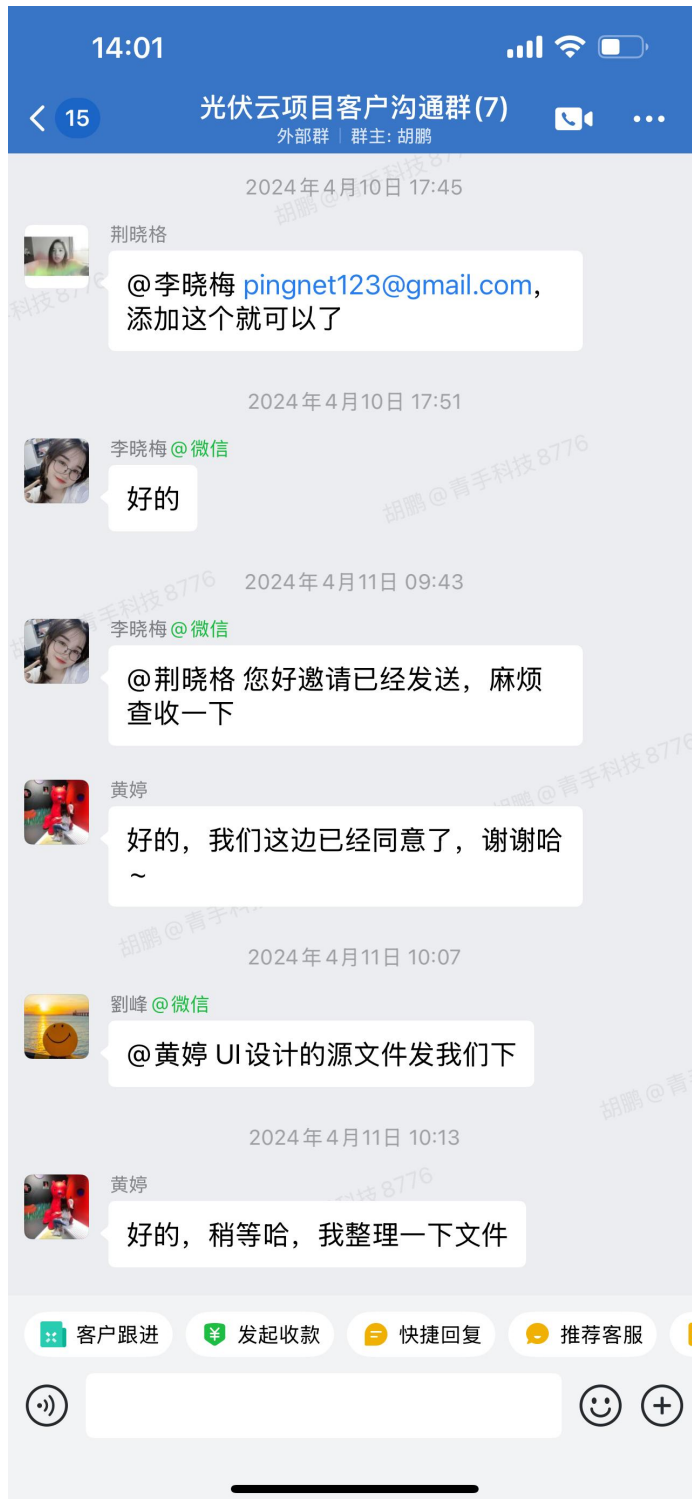 14:01
15
光伏云项目客户沟通群(7)
外部群 | 群主: 胡鹏
2024年4月10日 17:45
荆晓格
@李晓梅 pingnet123@gmail.com,
添加这个就可以了
2024年4月10日 17:51
李晓梅@微信
好的
2024年4月11日 09:43
李晓梅@微信
@荆晓格 您好邀请已经发送，麻烦
查收一下
黄婷
好的，我们这边已经同意了，谢谢哈
~
2024年4月11日 10:07
劉峰@微信
@黄婷 UI设计的源文件发我们下
2024年4月11日 10:13
黄婷
好的，稍等哈，我整理一下文件
客户跟进
发起收款
快捷回复
推荐客服
胡鹏@青手科技 8776